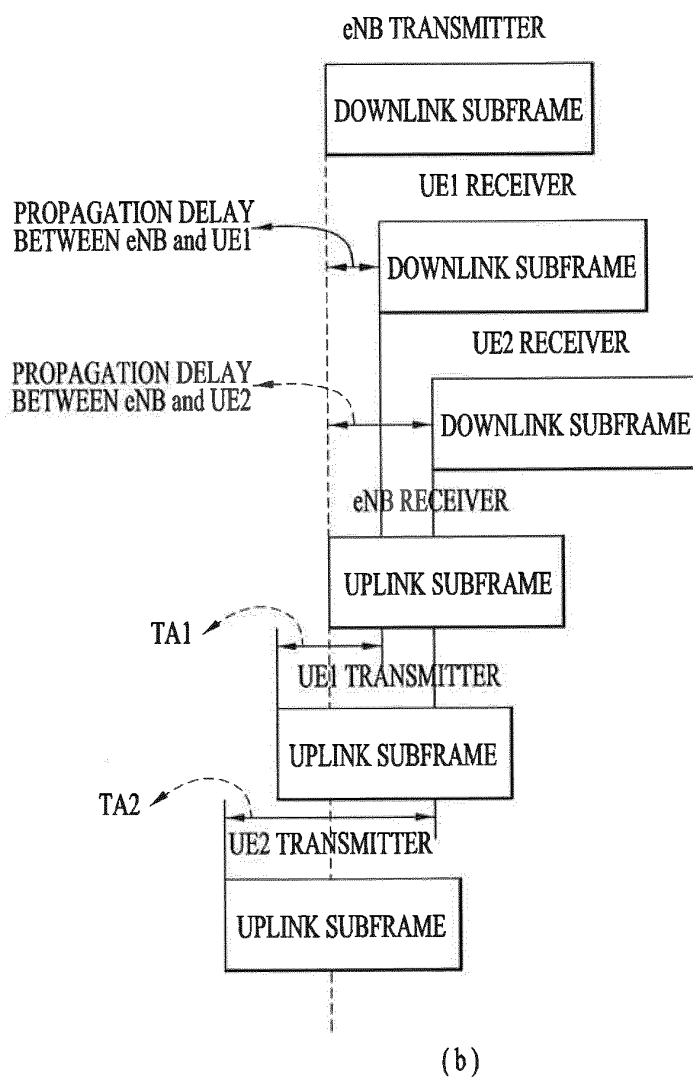 eNB TRANSMITTER
DOWNLINK SUBFRAME
UE1 RECEIVER
PROPAGATION DELAY
BETWEEN eNB and UE1
DOWNLINK SUBFRAME
UE2 RECEIVER
PROPAGATION DELAY
BETWEEN eNB and UE2
DOWNLINK SUBFRAME
eNB RECEIVER
UPLINK SUBFRAME
TA1
UE1 TRANSMITTER
UPLINK SUBFRAME
TA2
UE2 TRANSMITTER
UPLINK SUBFRAME
(b)